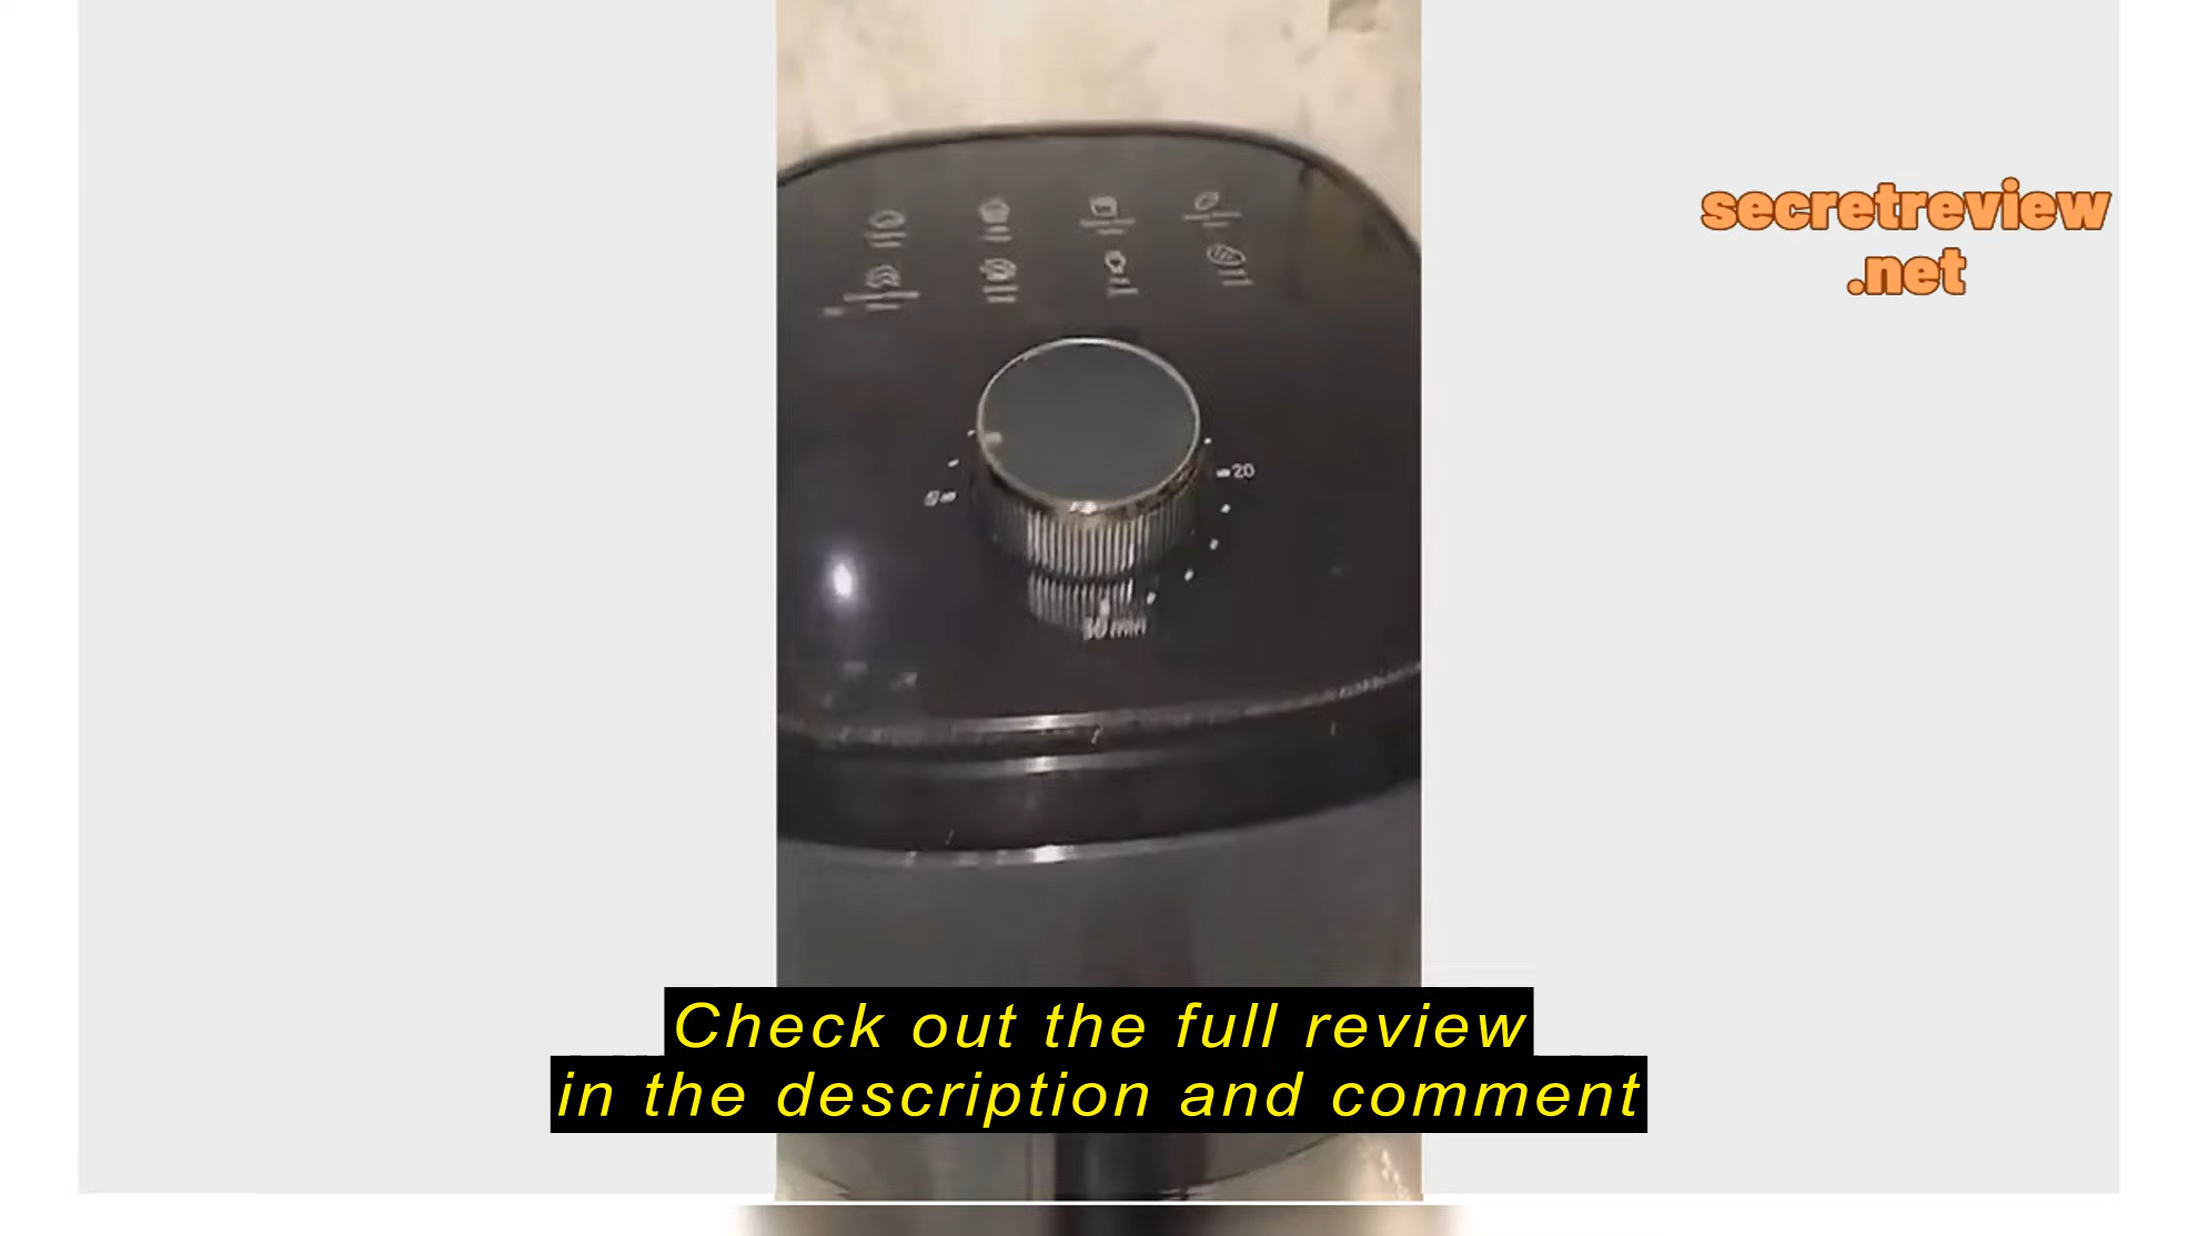 secretreview
.net
20
Check out the full review
in the description and comment